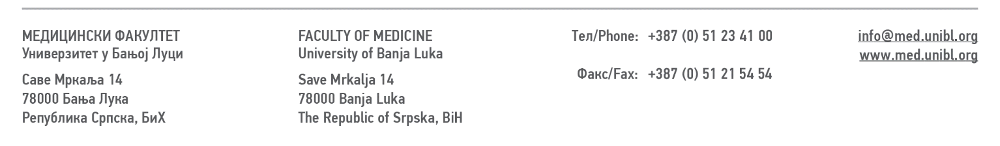 МЕДИЦИНСКИ ФАКУЛТЕТ
Универзитет у Бањој Луци
Саве Мркаља 14
78000 Бања Лука
Република Српска, БиХ
FACULTY OF MEDICINE
University of Banja Luka
Save Mrkalja 14
78000 Banja Luka
The Republic of Srpska, BiH
Тел/Phone: +387 (0) 51 23 41 00
Факс/Fax: +387 (0) 51 21 54 54
info@med.unibl.org
www.med.unibl.org